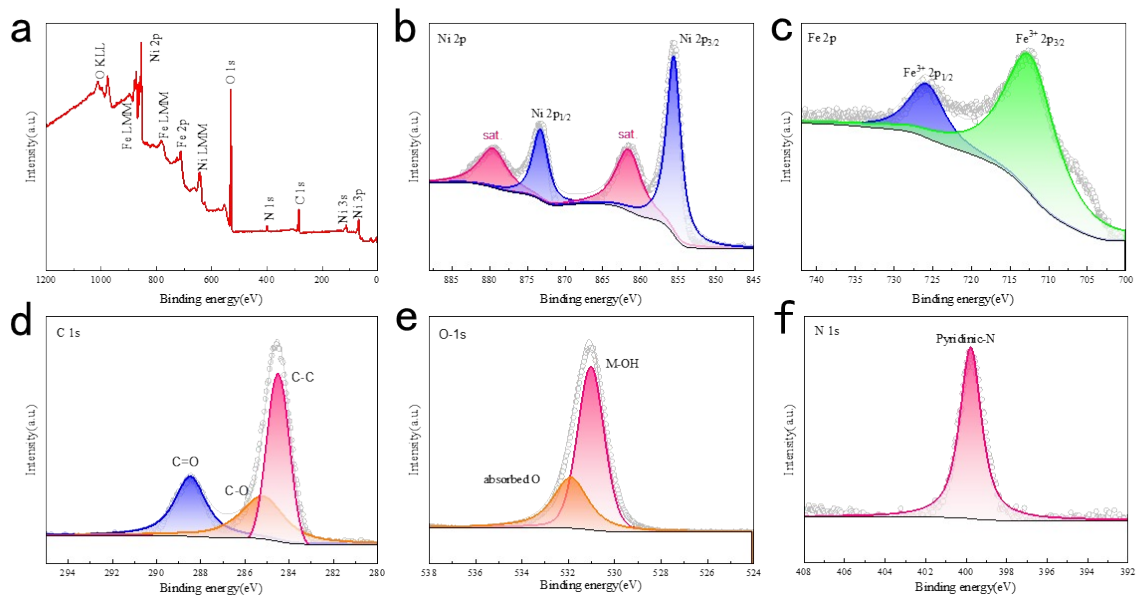 a
O KLL
Fe LMM
Ni 2p
Fe LMM
Fe 2p
Ni LMM
O 1s
N 1s
C 1s
Ni 3s
Ni 3p
Intensity(a.u.)
1200 1000 800 600 400 200 0
Binding energy(eV)
b
Ni 2p
Ni 2p3/2
Ni 2p1/2
sat
sat
Intensity(a.u.)
885 880 875 870 865 860 855 850 845
Binding energy(eV)
c
Fe 2p
Fe3+ 2p3/2
Fe3+ 2p1/2
Intensity(a.u.)
740 735 730 725 720 715 710 705 700
Binding energy(eV)
d
C 1s
C-C
C=O
C-O
Intensity(a.u.)
294 292 290 288 286 284 282 280
Binding energy(eV)
e
O-1s
M-OH
absorbed O
Intensity(a.u.)
538 536 534 532 530 528 526 524
Binding energy(eV)
f
N 1s
Pyridinic-N
Intensity(a.u.)
408 406 404 402 400 398 396 394 392
Binding energy(eV)